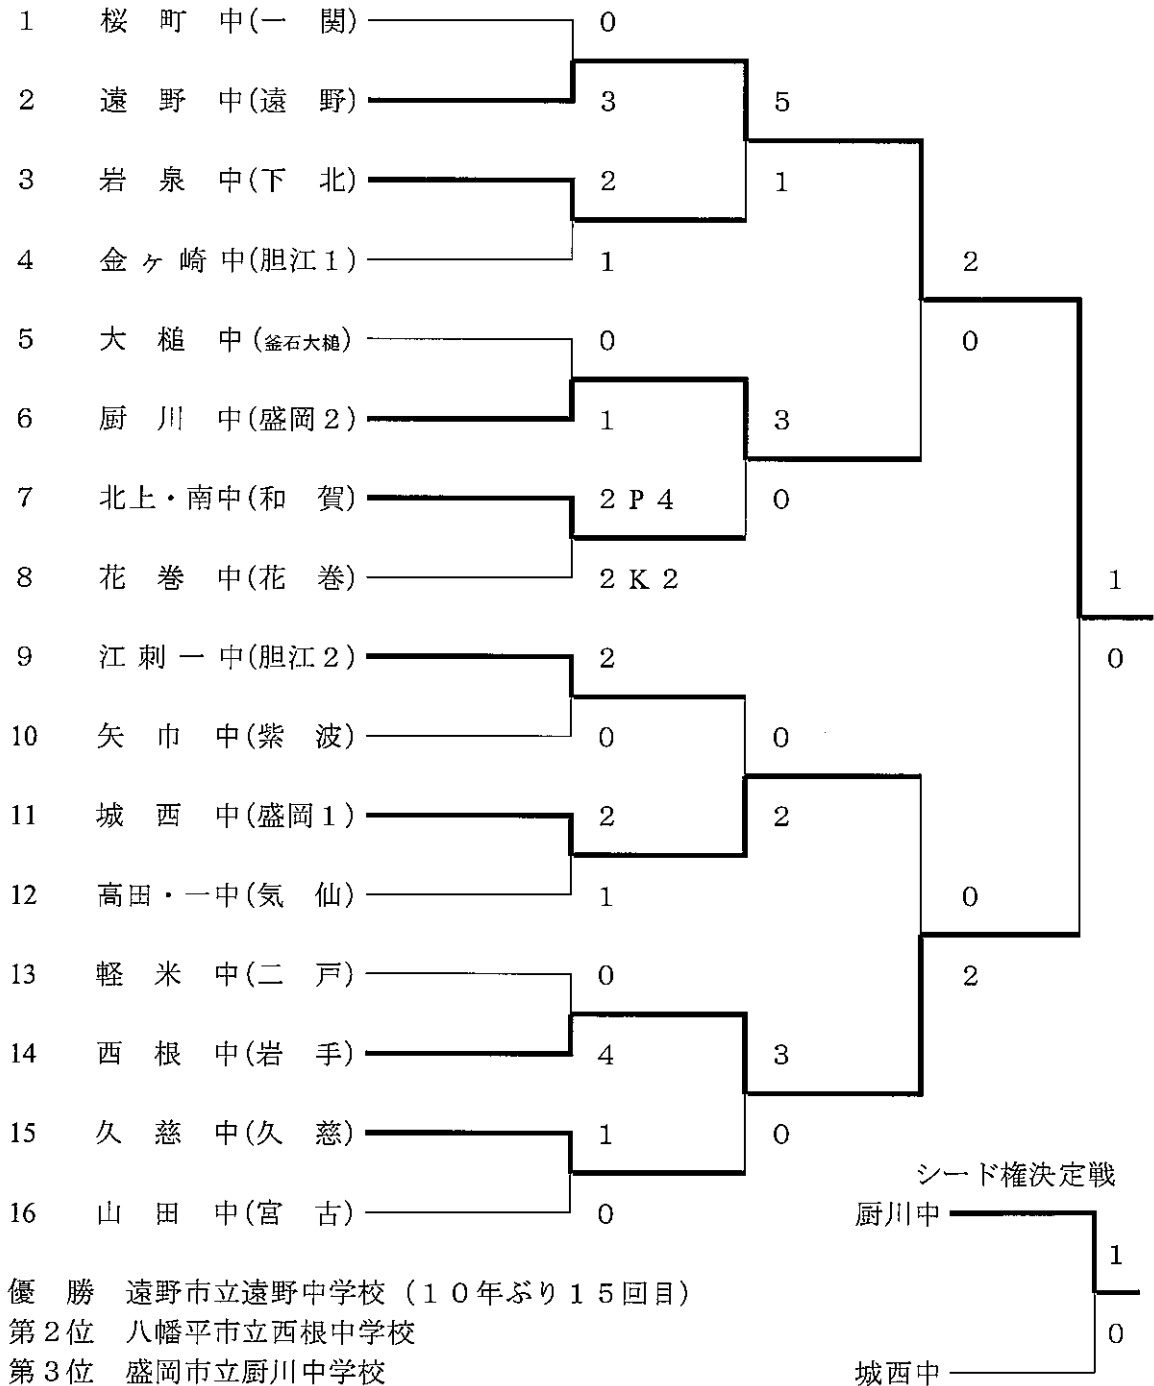 1 桜町中(一関) 0
2 遠野中(遠野) 3 5
3 岩泉中(下北) 2 1
4 金ヶ崎中(胆江1) 1 2
5 大槌中(釜石大槌) 0 0
6 厨川中(盛岡2) 1 3
7 北上・南中(和賀) 2 P 4 0
8 花巻中(花巻) 2 K 2 1
9 江刺一中(胆江2) 2 0
10 矢巾中(紫波) 0 0
11 城西中(盛岡1) 2 2
12 高田・一中(気仙) 1 0
13 軽米中(二戸) 0 2
14 西根中(岩手) 4 3
15 久慈中(久慈) 1 0
シード権決定戦
16 山田中(宮古) 0 厨川中
1
優勝 遠野市立遠野中学校(10年ぶり15回目)
第2位 八幡平市立西根中学校 0
第3位 盛岡市立厨川中学校 城西中